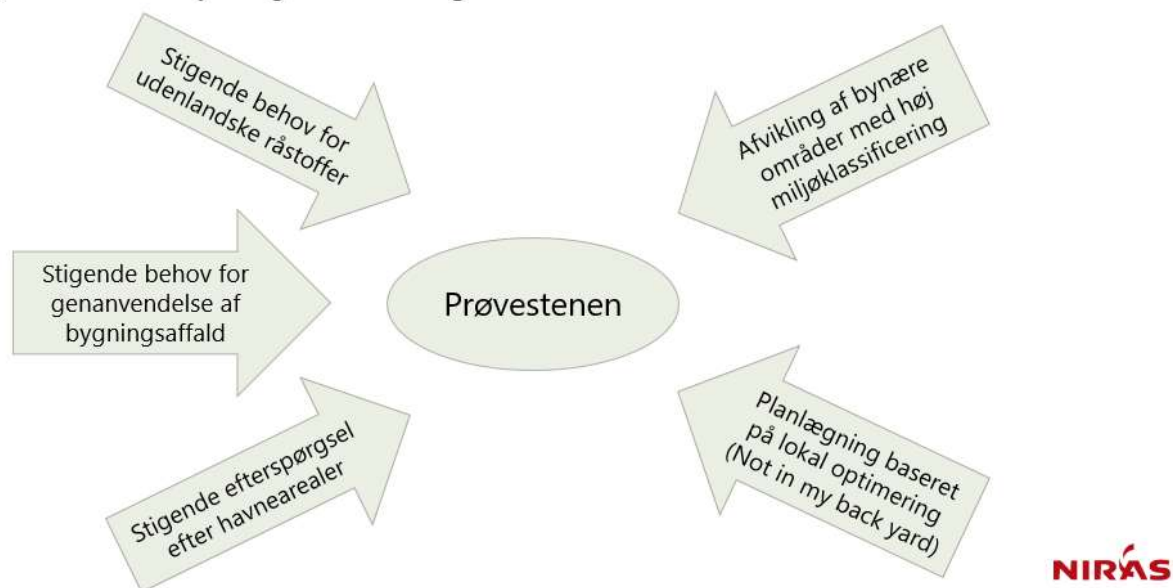 Stigende behov for
udenlandske råstoffer
Afvikling af bynære
områder med høj
miljøklassificering
Stigende behov for
genanvendelse af
bygningsaffald
Prøvestenen
Stigende efterspørgsel
efter havnearealer
Planlægning baseret
på lokal optimering
(Not in my back yard)
NIRÁS